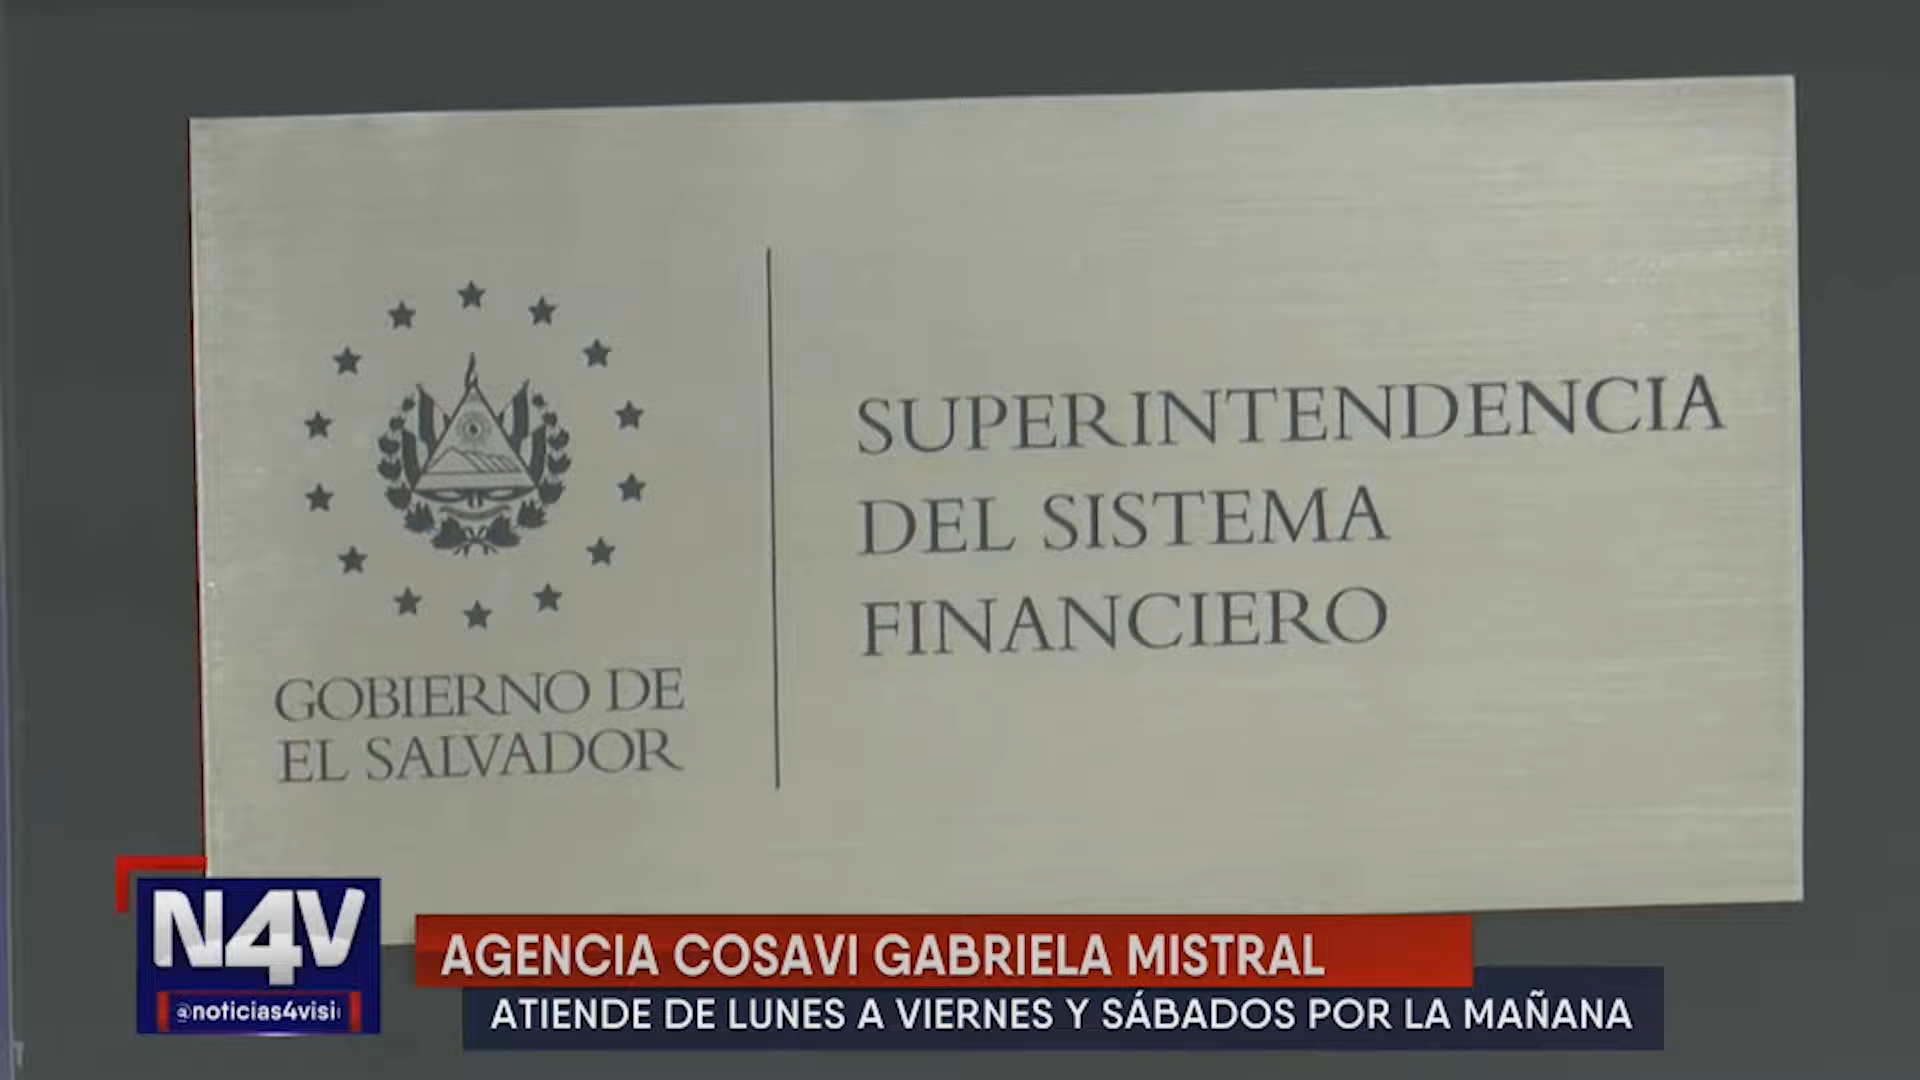 SUPERINTENDENCIA
DEL SISTEMA
FINANCIERO
GOBIERNO DE
EL SALVADOR
N4V
@noticias4visi
AGENCIA COSAVI GABRIELA MISTRAL
ATIENDE DE LUNES A VIERNES Y SÁBADOS POR LA MAÑANA